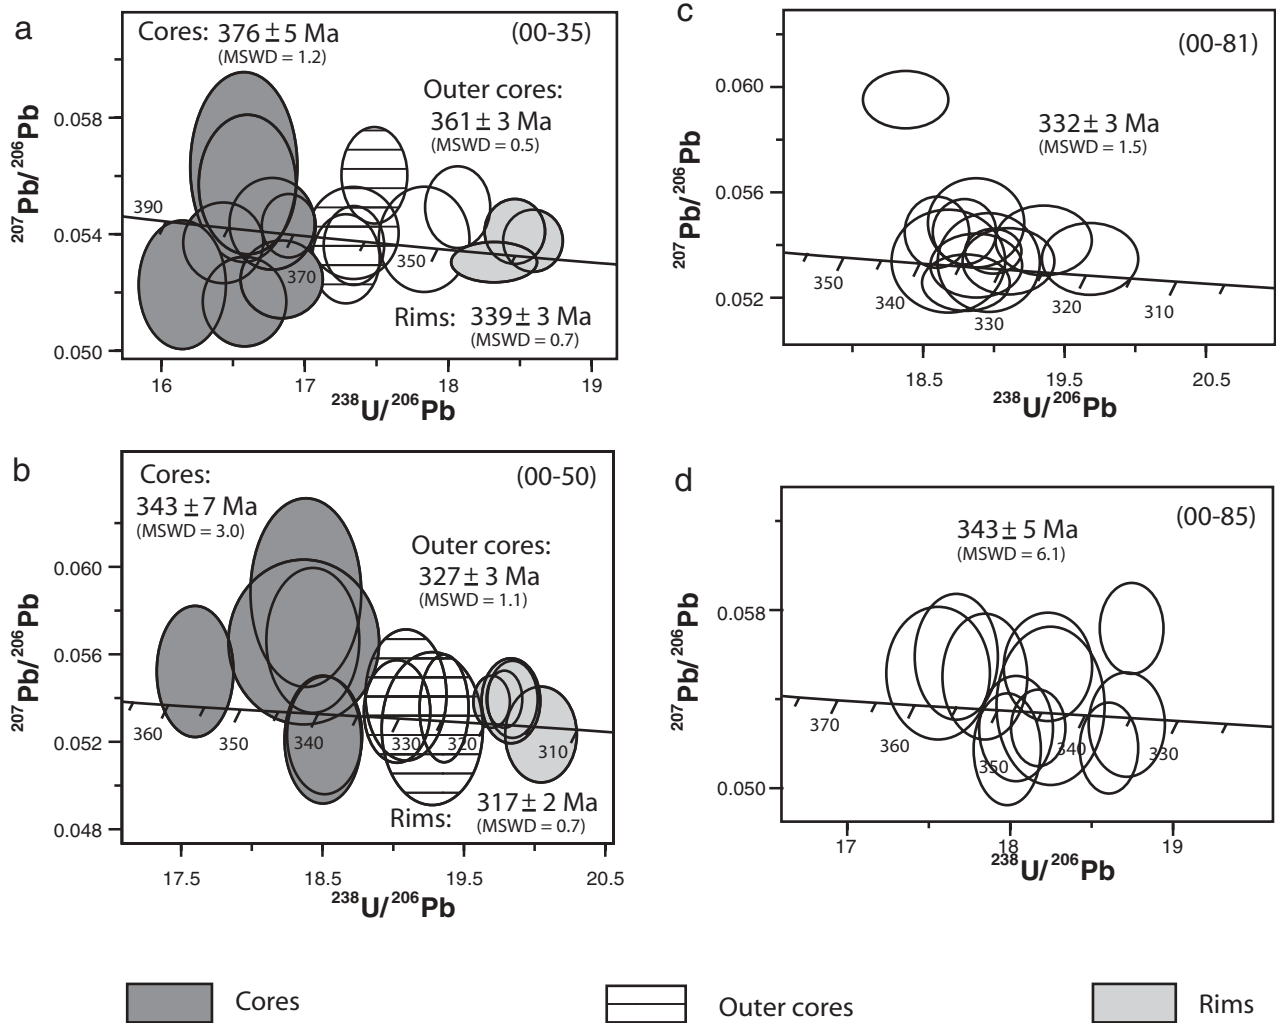 a
Cores: 376 ± 5 Ma
(MSWD = 1.2)
(00-35)
Outer cores:
361 ± 3 Ma
(MSWD = 0.5)
207Pb/206Pb
0.058
0.054
0.050
390
370
350
Rims: 339 ± 3 Ma
(MSWD = 0.7)
16
17
18
19
238U/206Pb
c
(00-81)
332 ± 3 Ma
(MSWD = 1.5)
207Pb/206Pb
0.060
0.056
0.052
350
340
330
320
310
18.5
19.5
20.5
238U/206Pb
b
Cores:
343 ± 7 Ma
(MSWD = 3.0)
(00-50)
Outer cores:
327 ± 3 Ma
(MSWD = 1.1)
207Pb/206Pb
0.060
0.056
0.052
0.048
360
350
340
330
320
310
Rims: 317 ± 2 Ma
(MSWD = 0.7)
17.5
18.5
19.5
20.5
238U/206Pb
d
(00-85)
343 ± 5 Ma
(MSWD = 6.1)
207Pb/206Pb
0.058
0.050
370
360
350
340
330
17
18
19
238U/206Pb
Cores
Outer cores
Rims